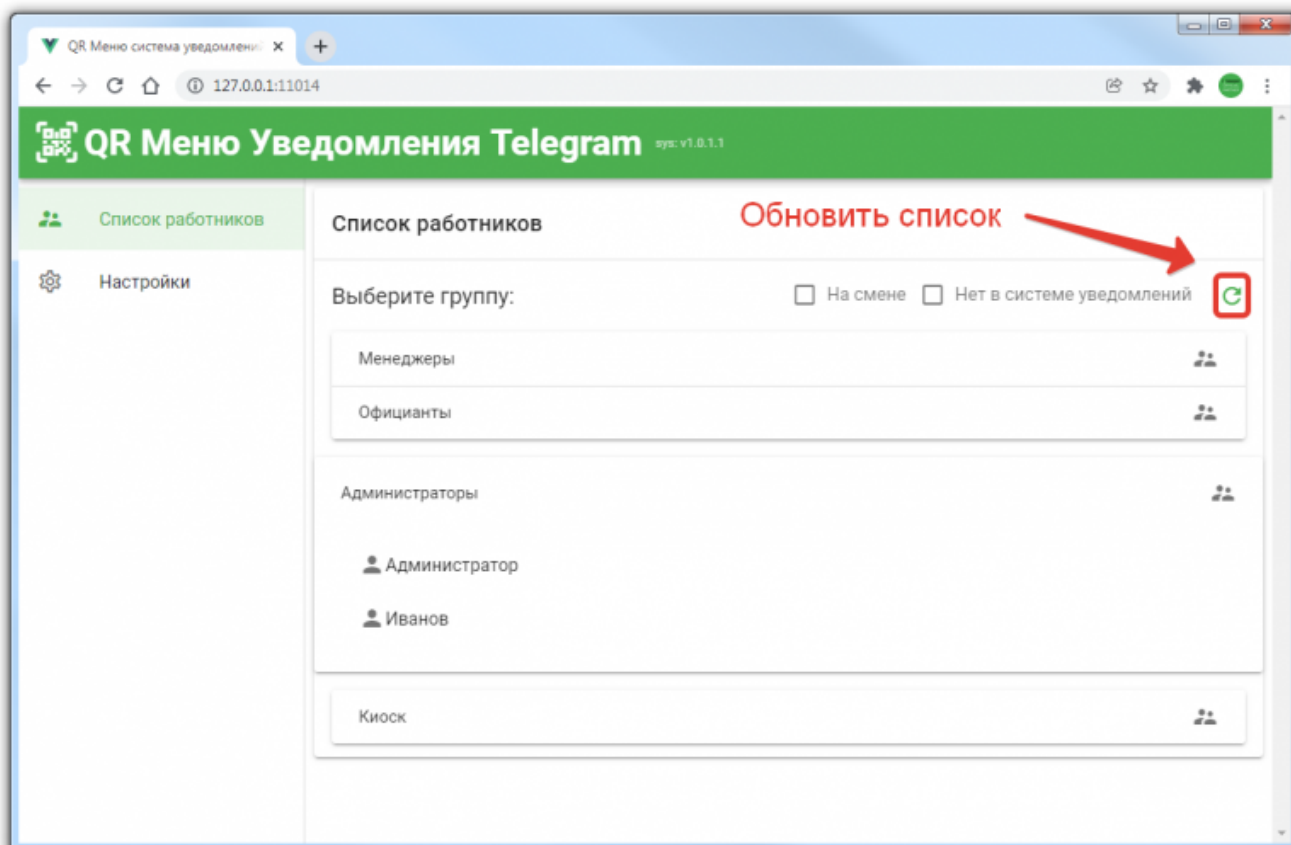 QR Меню система уведомлени
127.0.0.1:11014
QR Меню Уведомления Telegram sys: v1.0.1.1
Список работников
Настройки
Список работников
Обновить список
Выберите группу:
На смене
Нет в системе уведомлений
Менеджеры
Официанты
Администраторы
Администратор
Иванов
Киоск